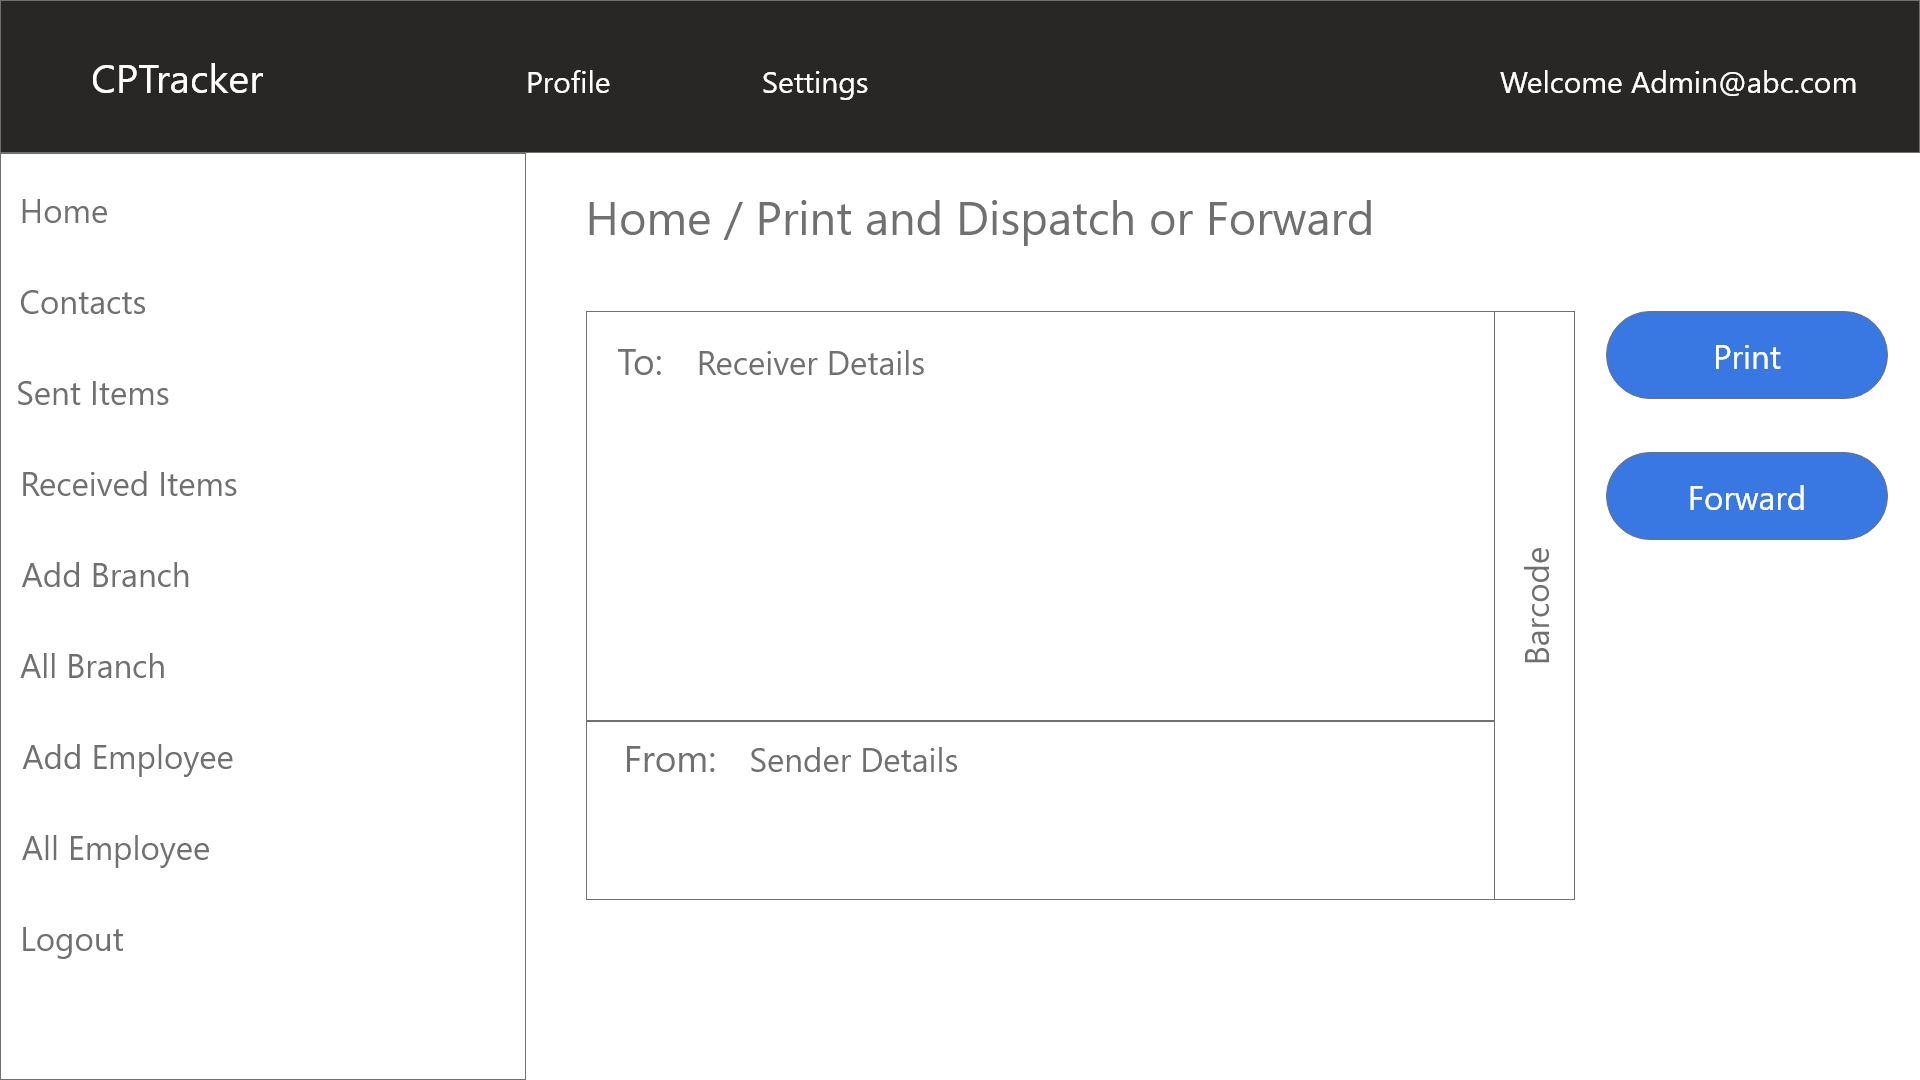 CPTracker
Profile
Settings
Welcome Admin@abc.com
Home
Contacts
Sent Items
Received Items
Add Branch
All Branch
Add Employee
All Employee
Logout
Home / Print and Dispatch or Forward
To: Receiver Details
From: Sender Details
Barcode
Print
Forward